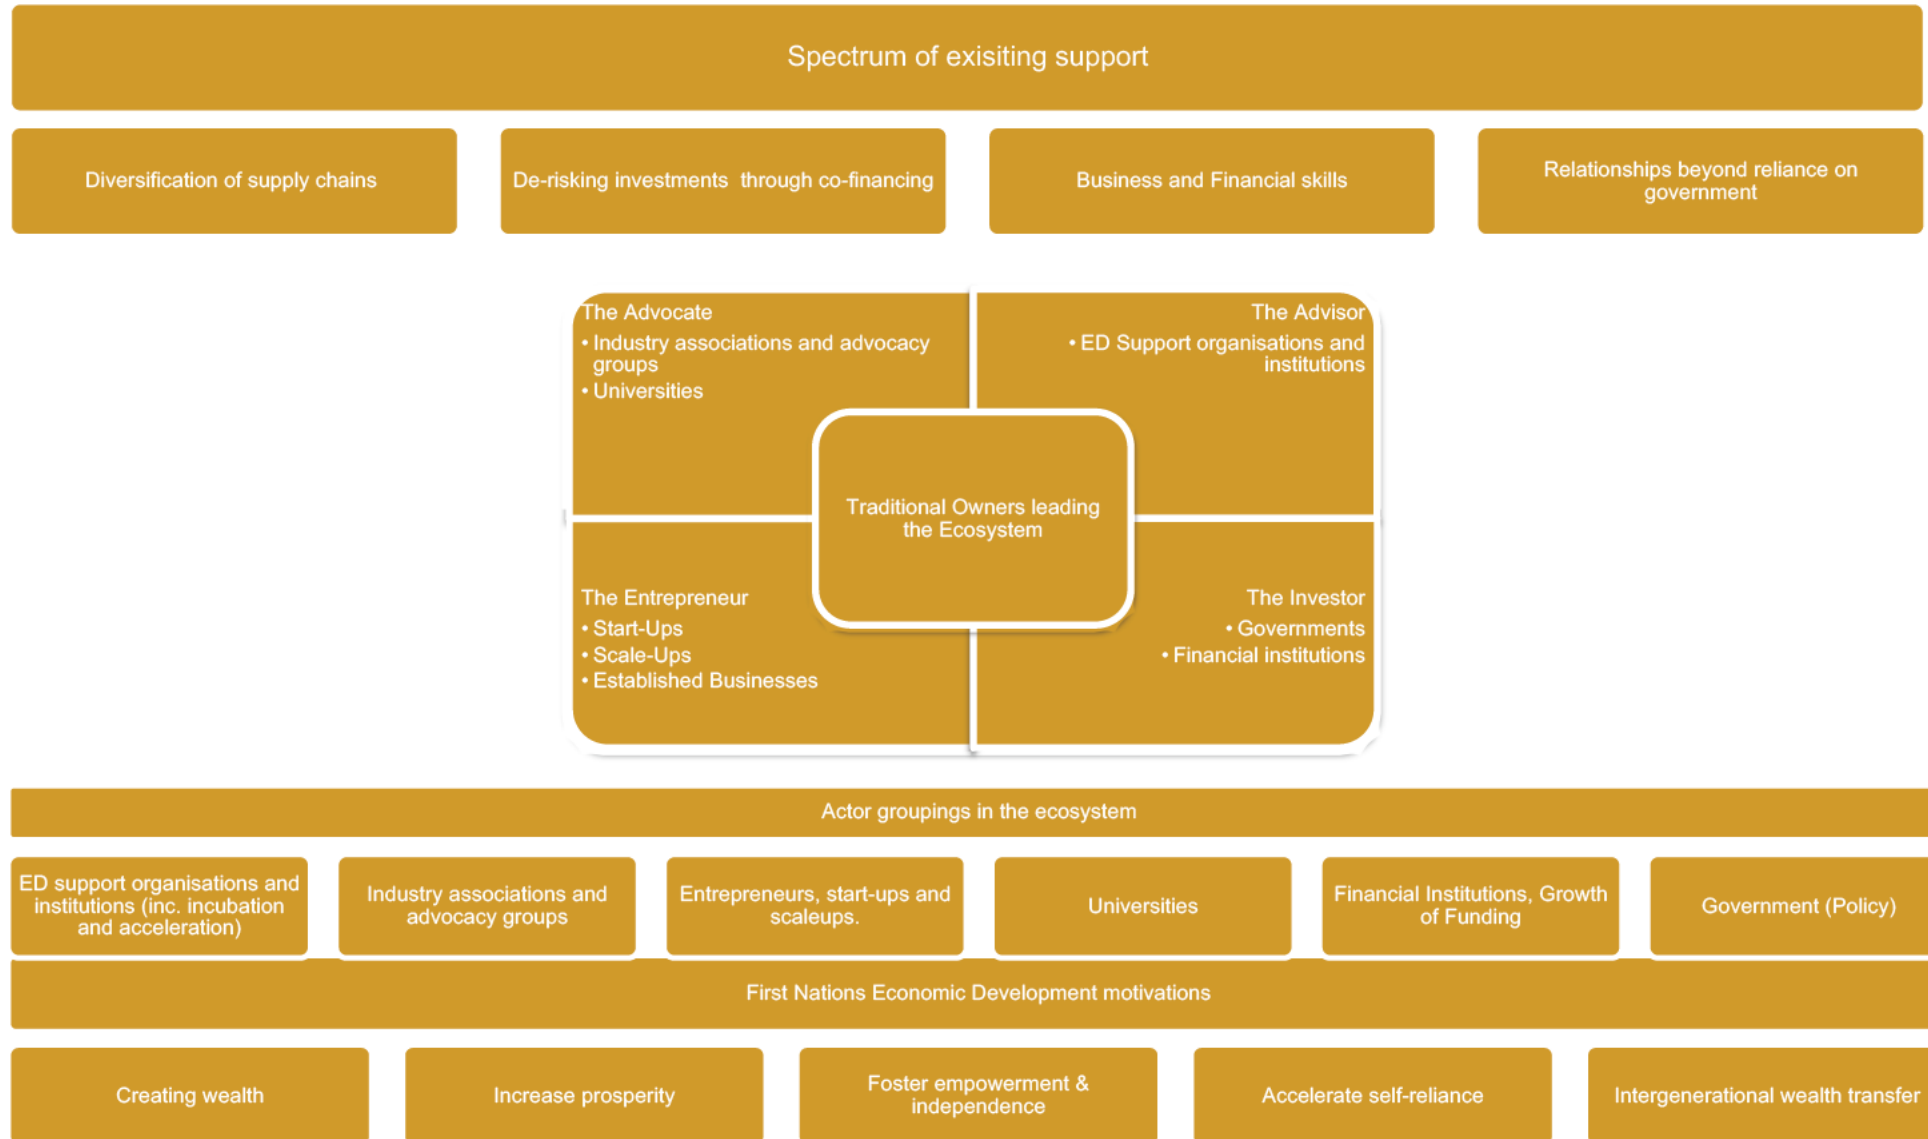 Spectrum of exisiting support
Diversification of supply chains
De-risking investments  through co-financing
Business and Financial skills
Relationships beyond reliance on
government
The Advocate
• Industry associations and advocacy
groups
• Universities
The Advisor
• ED Support organisations and
institutions
Traditional Owners leading
the Ecosystem
The Entrepreneur
• Start-Ups
• Scale-Ups
• Established Businesses
The Investor
• Governments
• Financial institutions
Actor groupings in the ecosystem
ED support organisations and
institutions (inc. incubation
and acceleration)
Industry associations and
advocacy groups
Entrepreneurs, start-ups and
scaleups.
Universities
Financial Institutions, Growth
of Funding
Government (Policy)
First Nations Economic Development motivations
Creating wealth
Increase prosperity
Foster empowerment &
independence
Accelerate self-reliance
Intergenerational wealth transfer